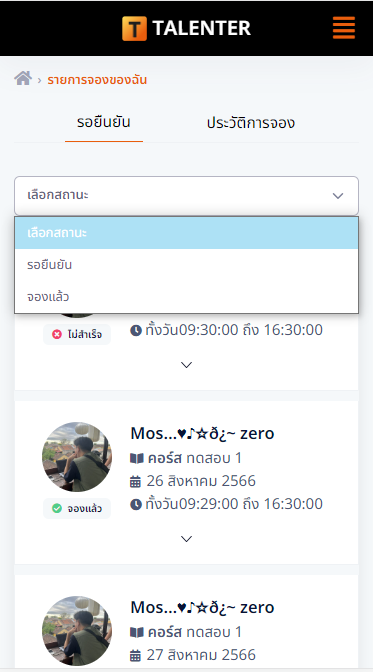 T TALENTER
› รายการจองของฉัน
รอยืนยัน ประวัติการจอง
เลือกสถานะ
เลือกสถานะ
รอยืนยัน
จองแล้ว
ไม่สำเร็จ
ทั้งวัน09:30:00 ถึง 16:30:00
Mos...♥♪☆ð¿~ zero
คอร์ส ทดสอบ 1
26 สิงหาคม 2566
จองแล้ว
ทั้งวัน09:29:00 ถึง 16:30:00
Mos...♥♪☆ð¿~ zero
คอร์ส ทดสอบ 1
27 สิงหาคม 2566